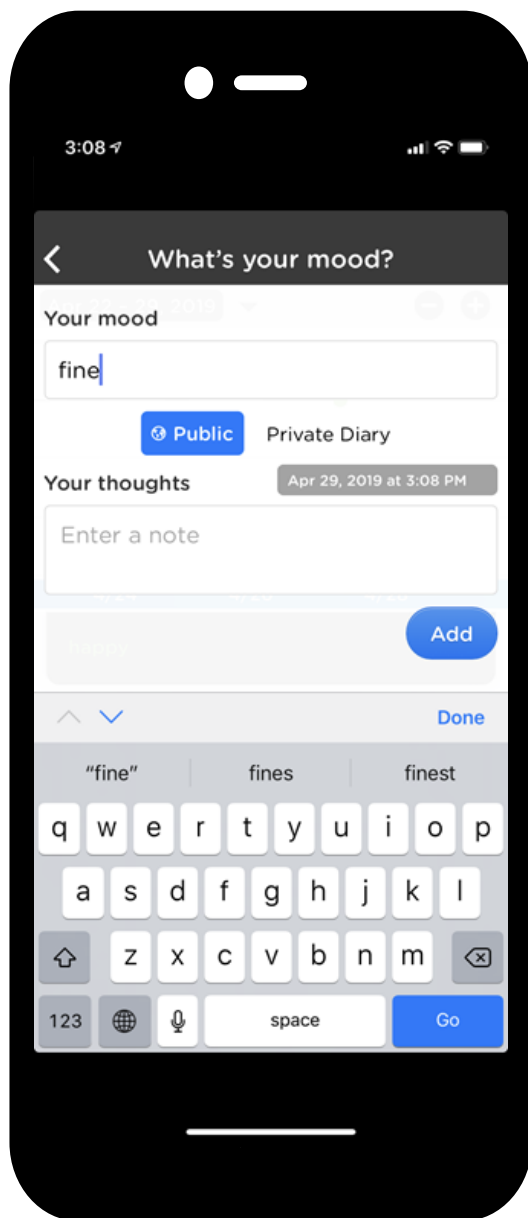 3:08
What's your mood?
Your mood
fine
Public Private Diary
Your thoughts Apr 29, 2019 at 3:08 PM
Enter a note
happy
Add
Done
“fine” fines finest
q w e r t y u i o p
a s d f g h j k l
z x c v b n m
123 space Go